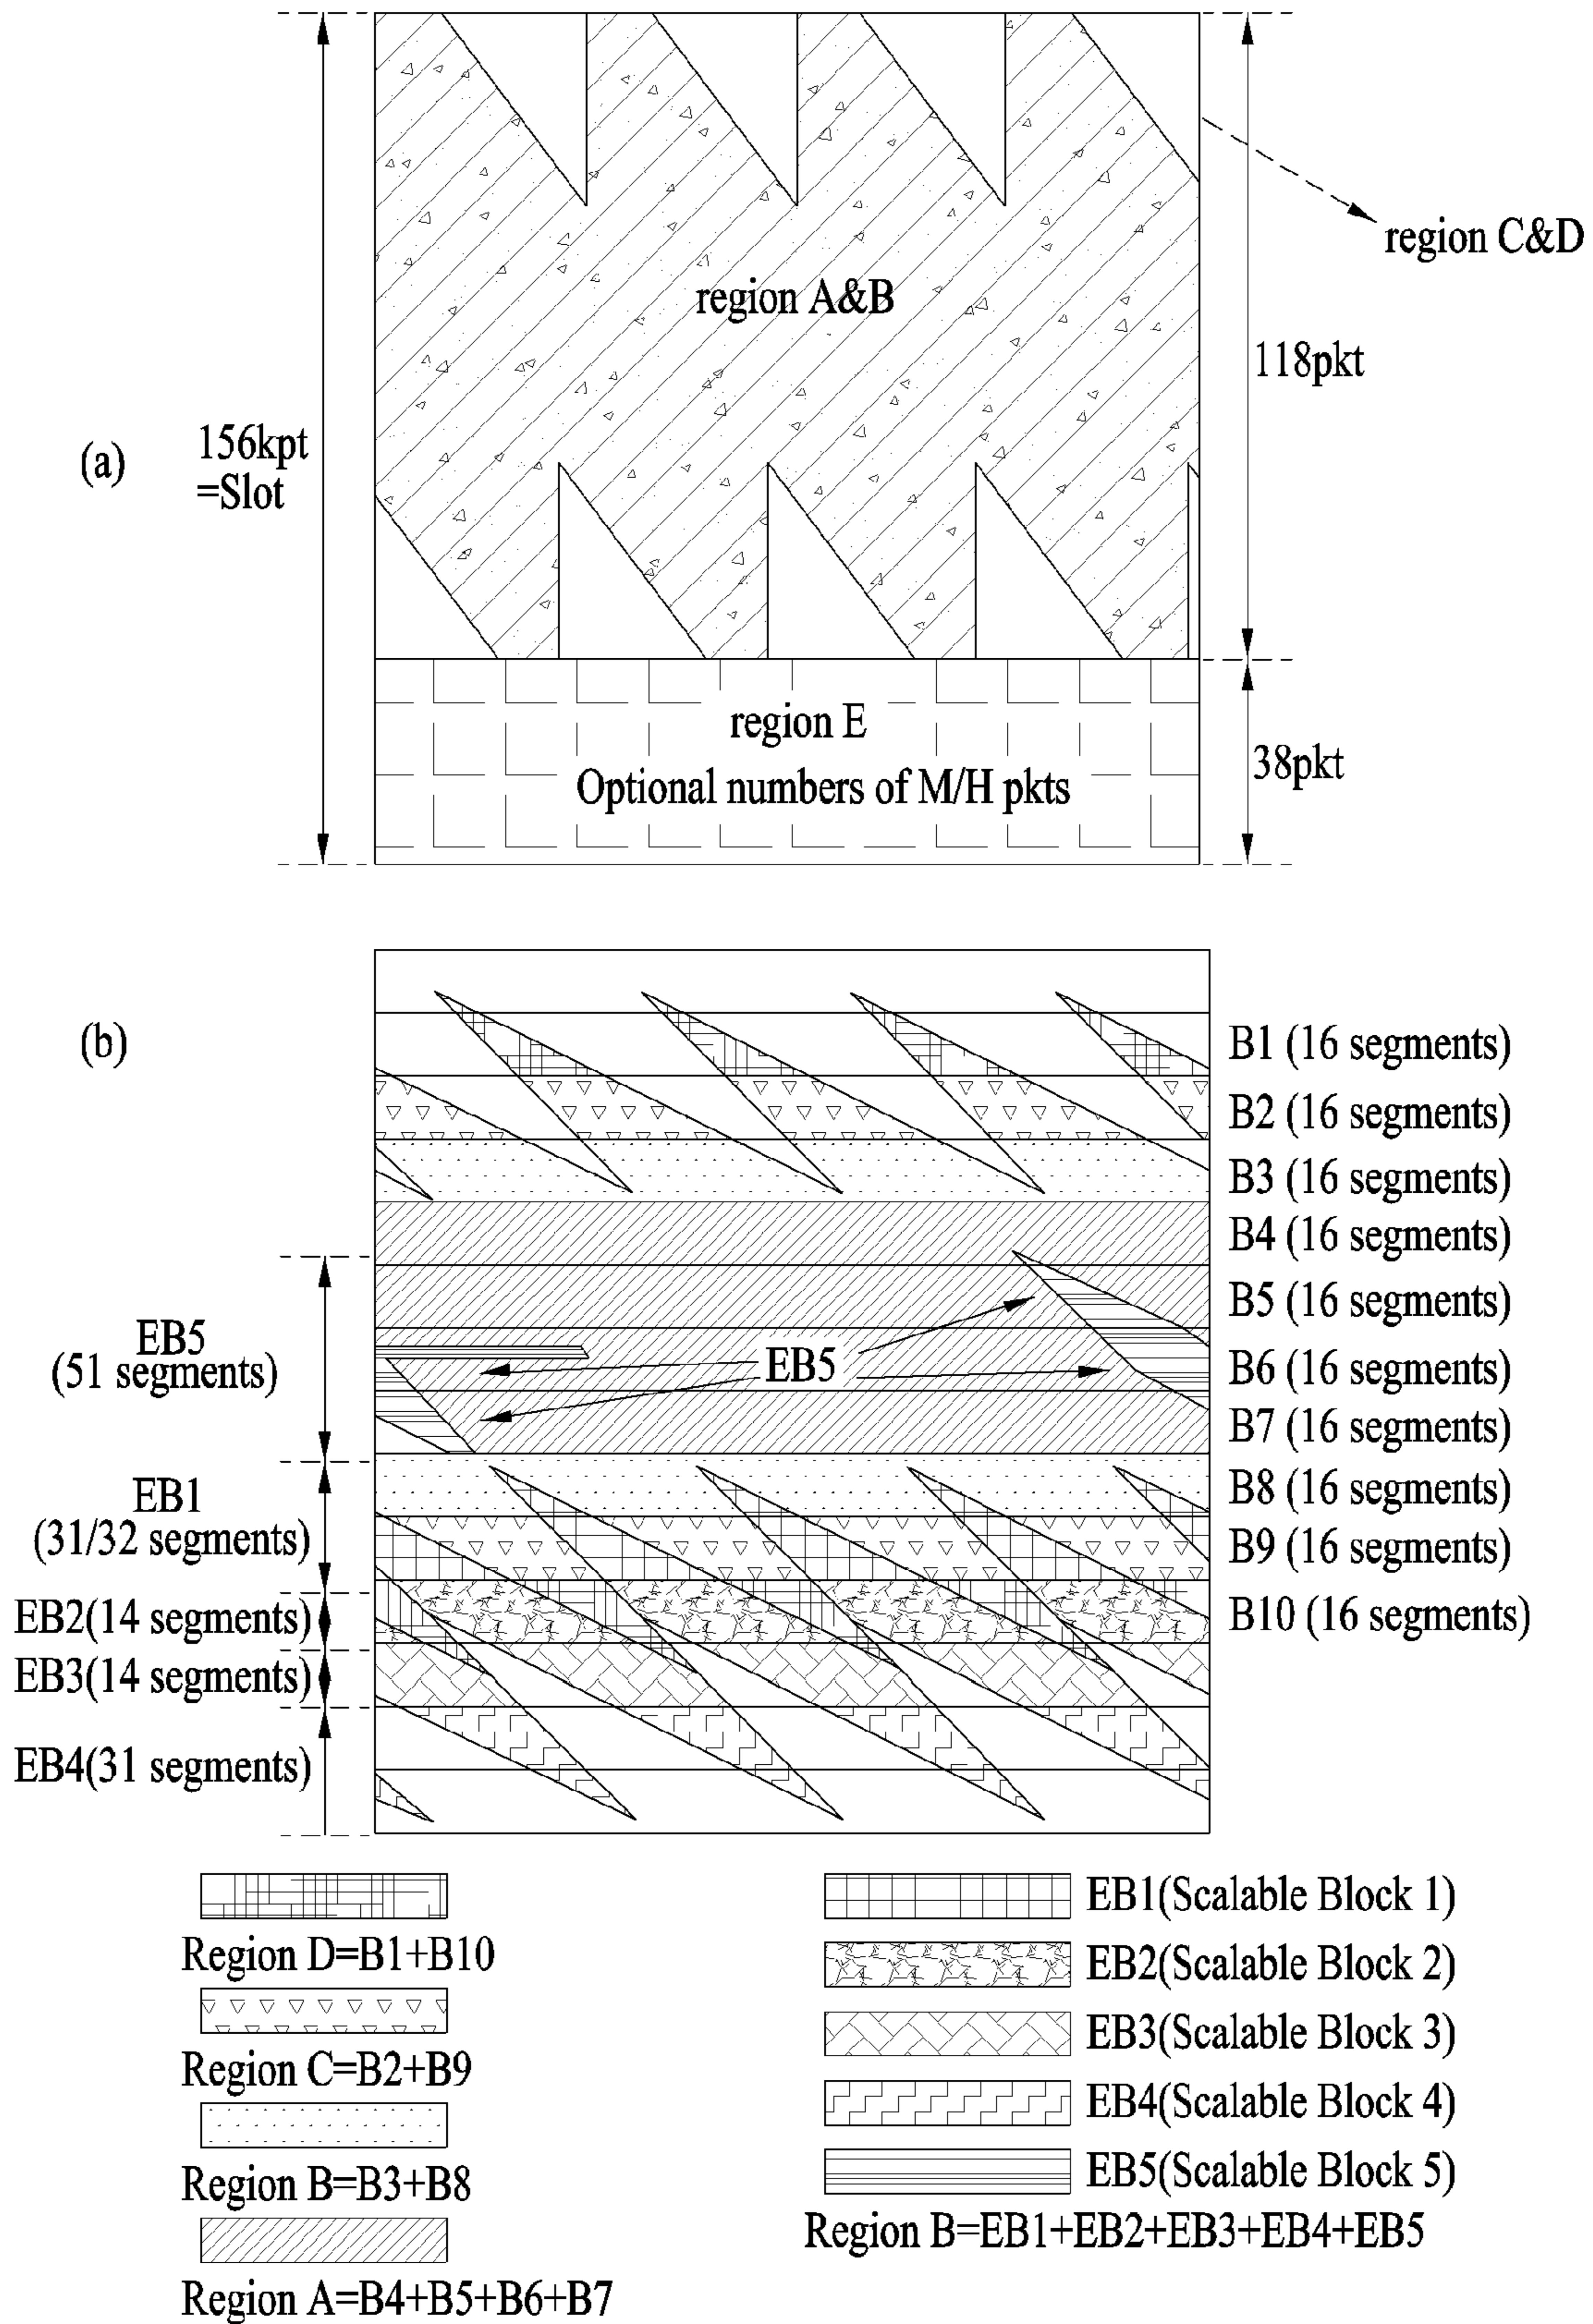 region C&D
region A&B
118pkt
(a)
156kpt
=Slot
region E
Optional numbers of M/H pkts
38pkt
(b)
B1 (16 segments)
B2 (16 segments)
B3 (16 segments)
B4 (16 segments)
B5 (16 segments)
EB5
(51 segments)
EB5
B6 (16 segments)
B7 (16 segments)
EB1
(31/32 segments)
B8 (16 segments)
B9 (16 segments)
EB2(14 segments)
B10 (16 segments)
EB3(14 segments)
EB4(31 segments)
Region D=B1+B10
Region C=B2+B9
Region B=B3+B8
Region A=B4+B5+B6+B7
EB1(Scalable Block 1)
EB2(Scalable Block 2)
EB3(Scalable Block 3)
EB4(Scalable Block 4)
EB5(Scalable Block 5)
Region B=EB1+EB2+EB3+EB4+EB5